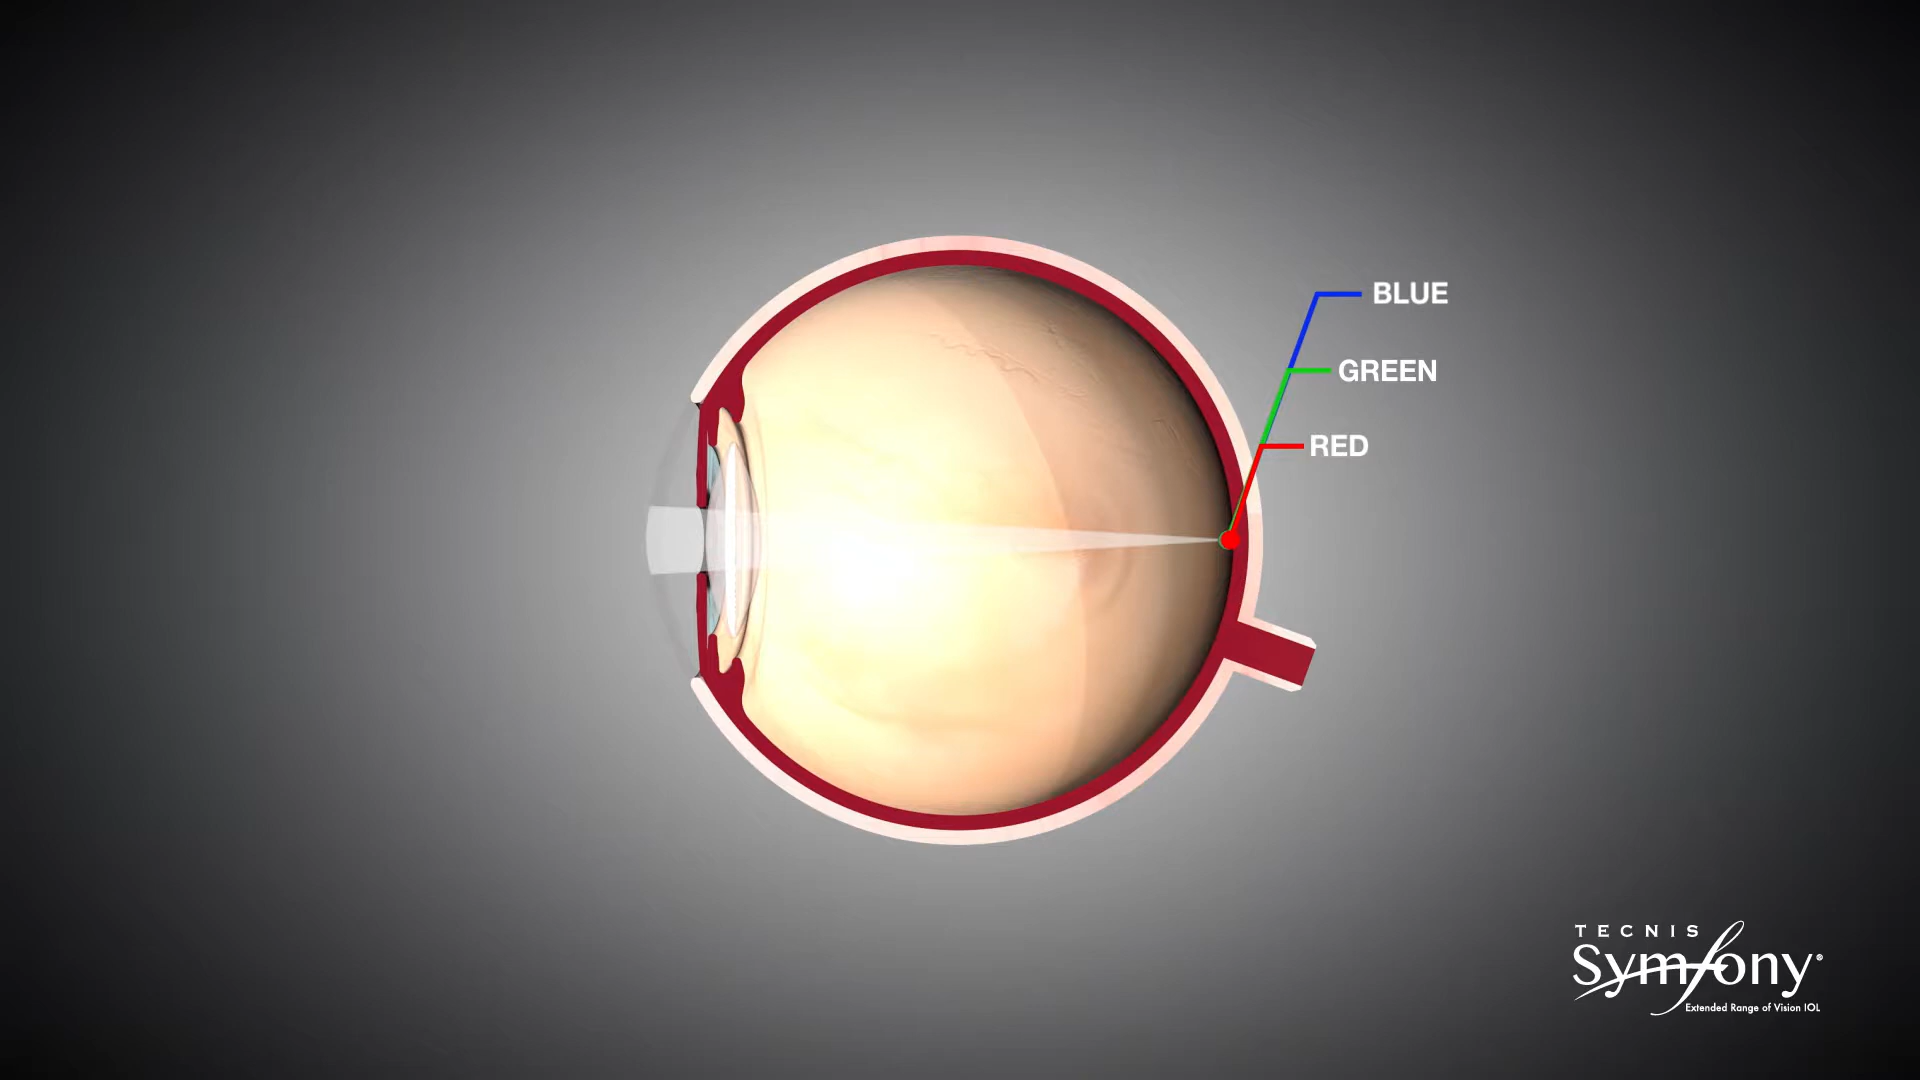 BLUE
GREEN
RED
TECNIS
Symfony®
Extended Range of Vision IOL